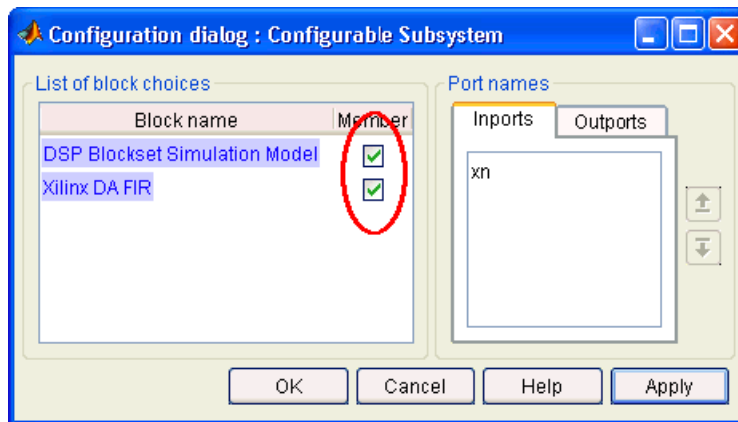 Configuration dialog : Configurable Subsystem
List of block choices
Block name Member
DSP Blockset Simulation Model
Xilinx DA FIR
Port names
Inports Outports
xn
OK Cancel Help Apply